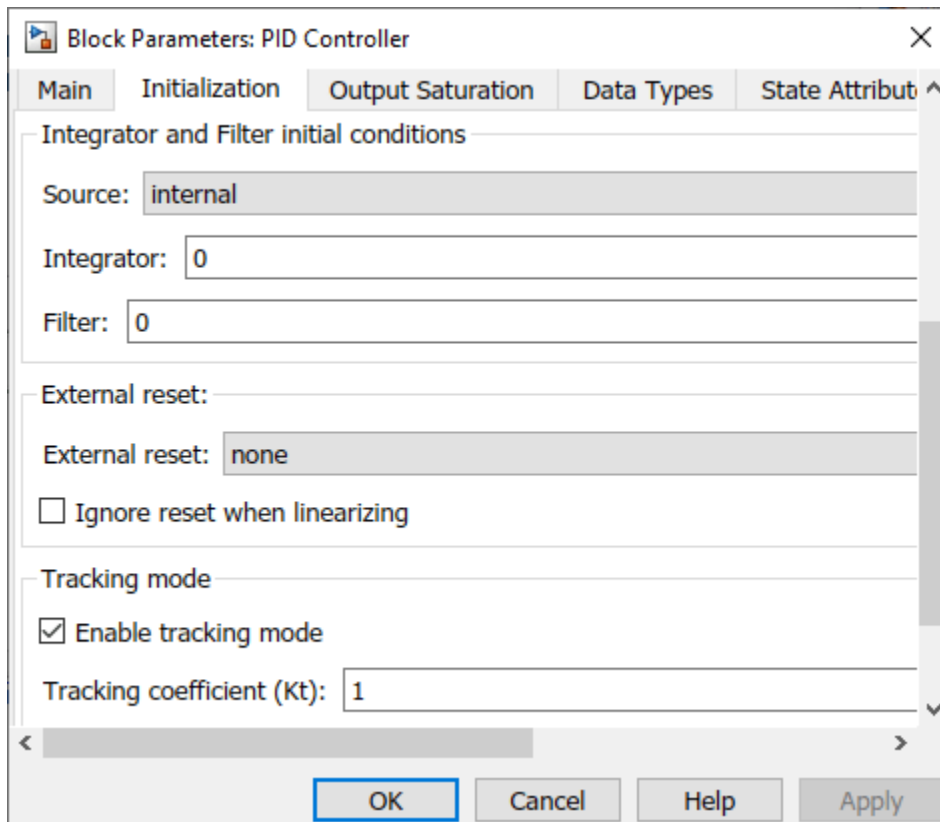 Block Parameters: PID Controller
Main Initialization Output Saturation Data Types State Attribut
Integrator and Filter initial conditions
Source: internal
Integrator: 0
Filter: 0
External reset:
External reset: none
Ignore reset when linearizing
Tracking mode
Enable tracking mode
Tracking coefficient (Kt): 1
OK Cancel Help Apply